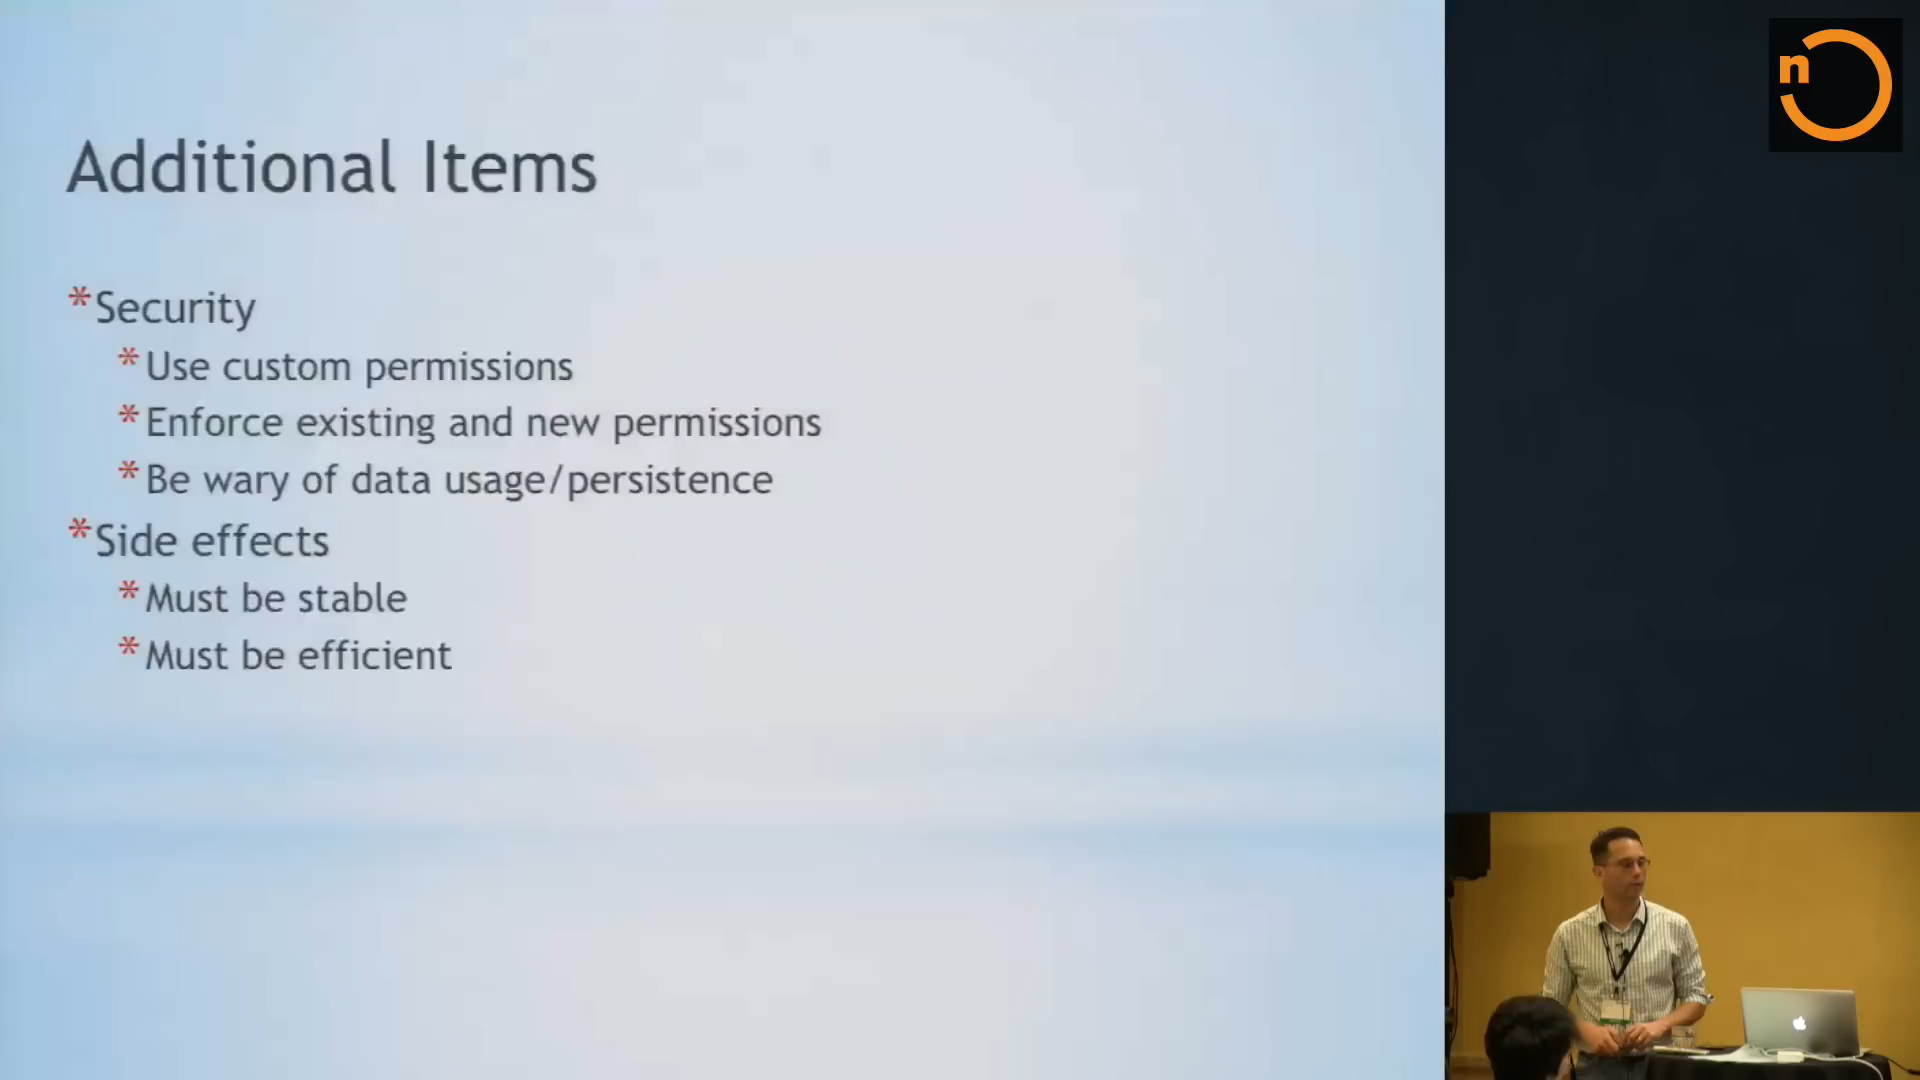 n
Additional Items
*Security
*Use custom permissions
*Enforce existing and new permissions
*Be wary of data usage/persistence
*Side effects
*Must be stable
*Must be efficient